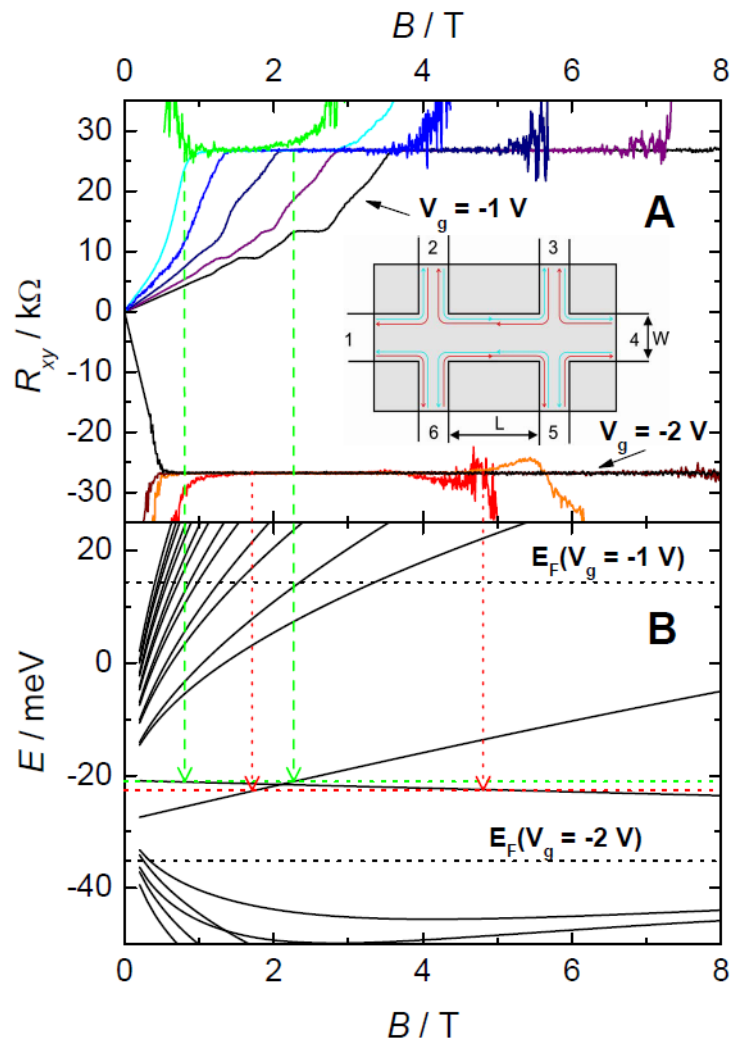 B / T
0 2 4 6 8
30
20
10
0
-10
-20
-30
R_xy / kΩ
A
V_g = -1 V
2 3
1 4 W
L
6 5
V_g = -2 V
20
0
-20
-40
E / meV
E_F(V_g = -1 V)
B
E_F(V_g = -2 V)
0 2 4 6 8
B / T